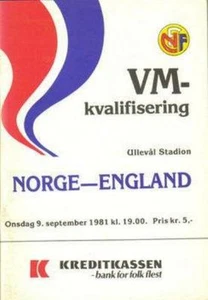 NFF
VM-
kvalifisering
Ullevål Stadion
NORGE—ENGLAND
Onsdag 9. september 1981 kl. 19.00. Pris kr. 5,-
KREDITKASSEN
-bank for folk flest